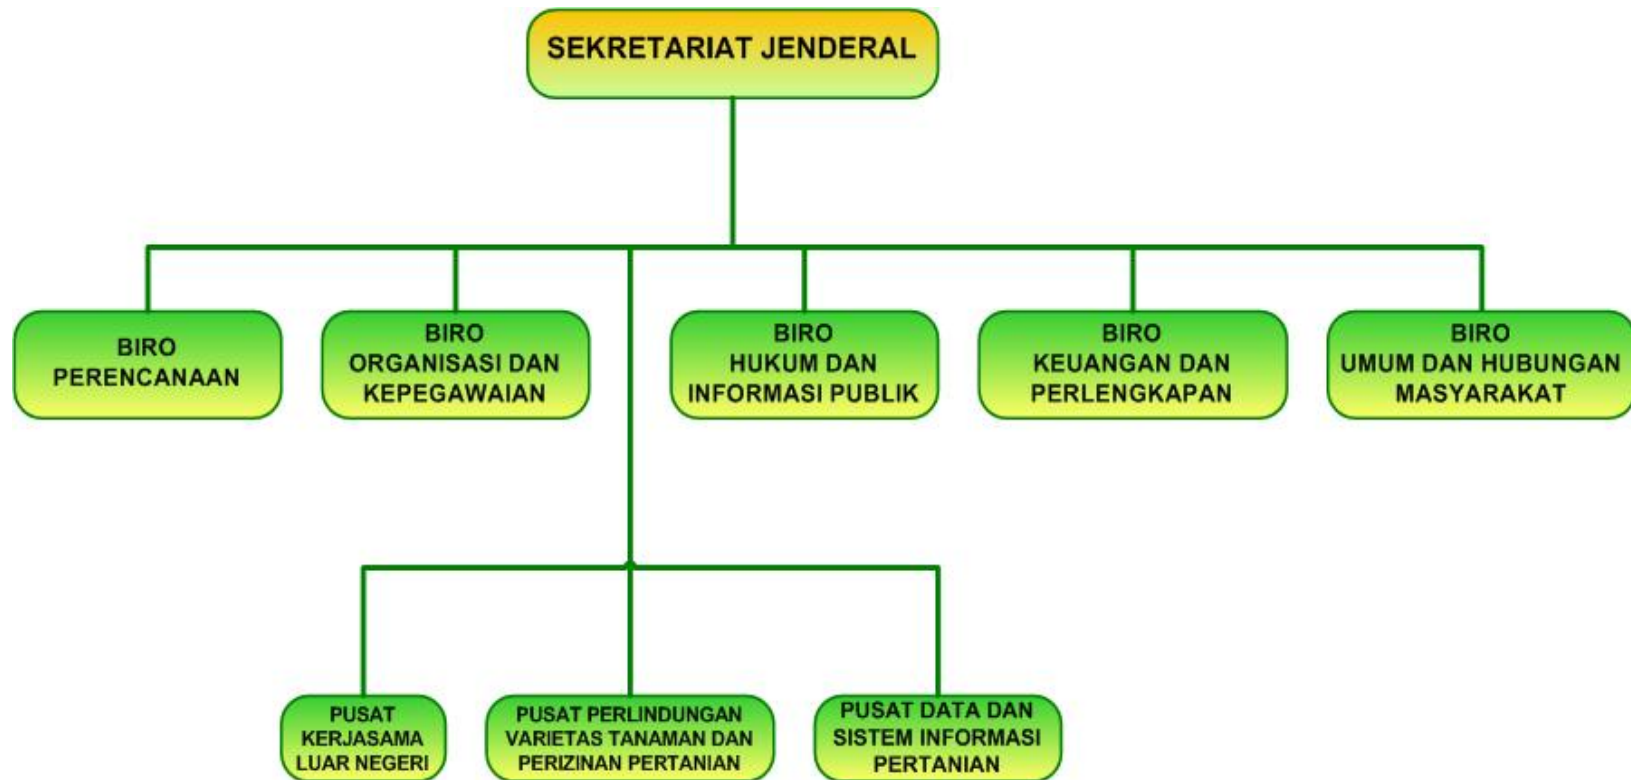 SEKRETARIAT JENDERAL
BIRO
PERENCANAAN
BIRO
ORGANISASI DAN
KEPEGAWAIAN
BIRO
HUKUM DAN
INFORMASI PUBLIK
BIRO
KEUANGAN DAN
PERLENGKAPAN
BIRO
UMUM DAN HUBUNGAN
MASYARAKAT
PUSAT
KERJASAMA
LUAR NEGERI
PUSAT PERLINDUNGAN
VARIETAS TANAMAN DAN
PERIZINAN PERTANIAN
PUSAT DATA DAN
SISTEM INFORMASI
PERTANIAN